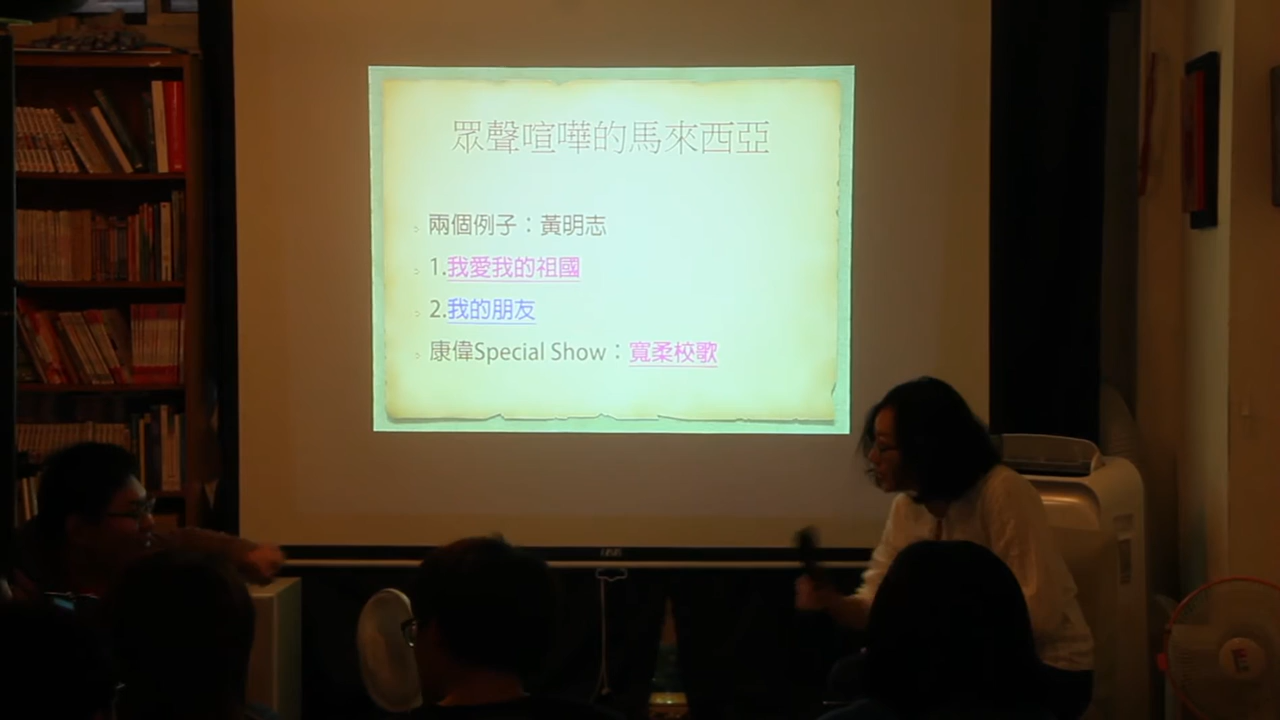 眾聲喧嘩的馬來西亞
兩個例子：黃明志
1.我愛我的祖國
2.我的朋友
康偉Special Show：寬柔校歌